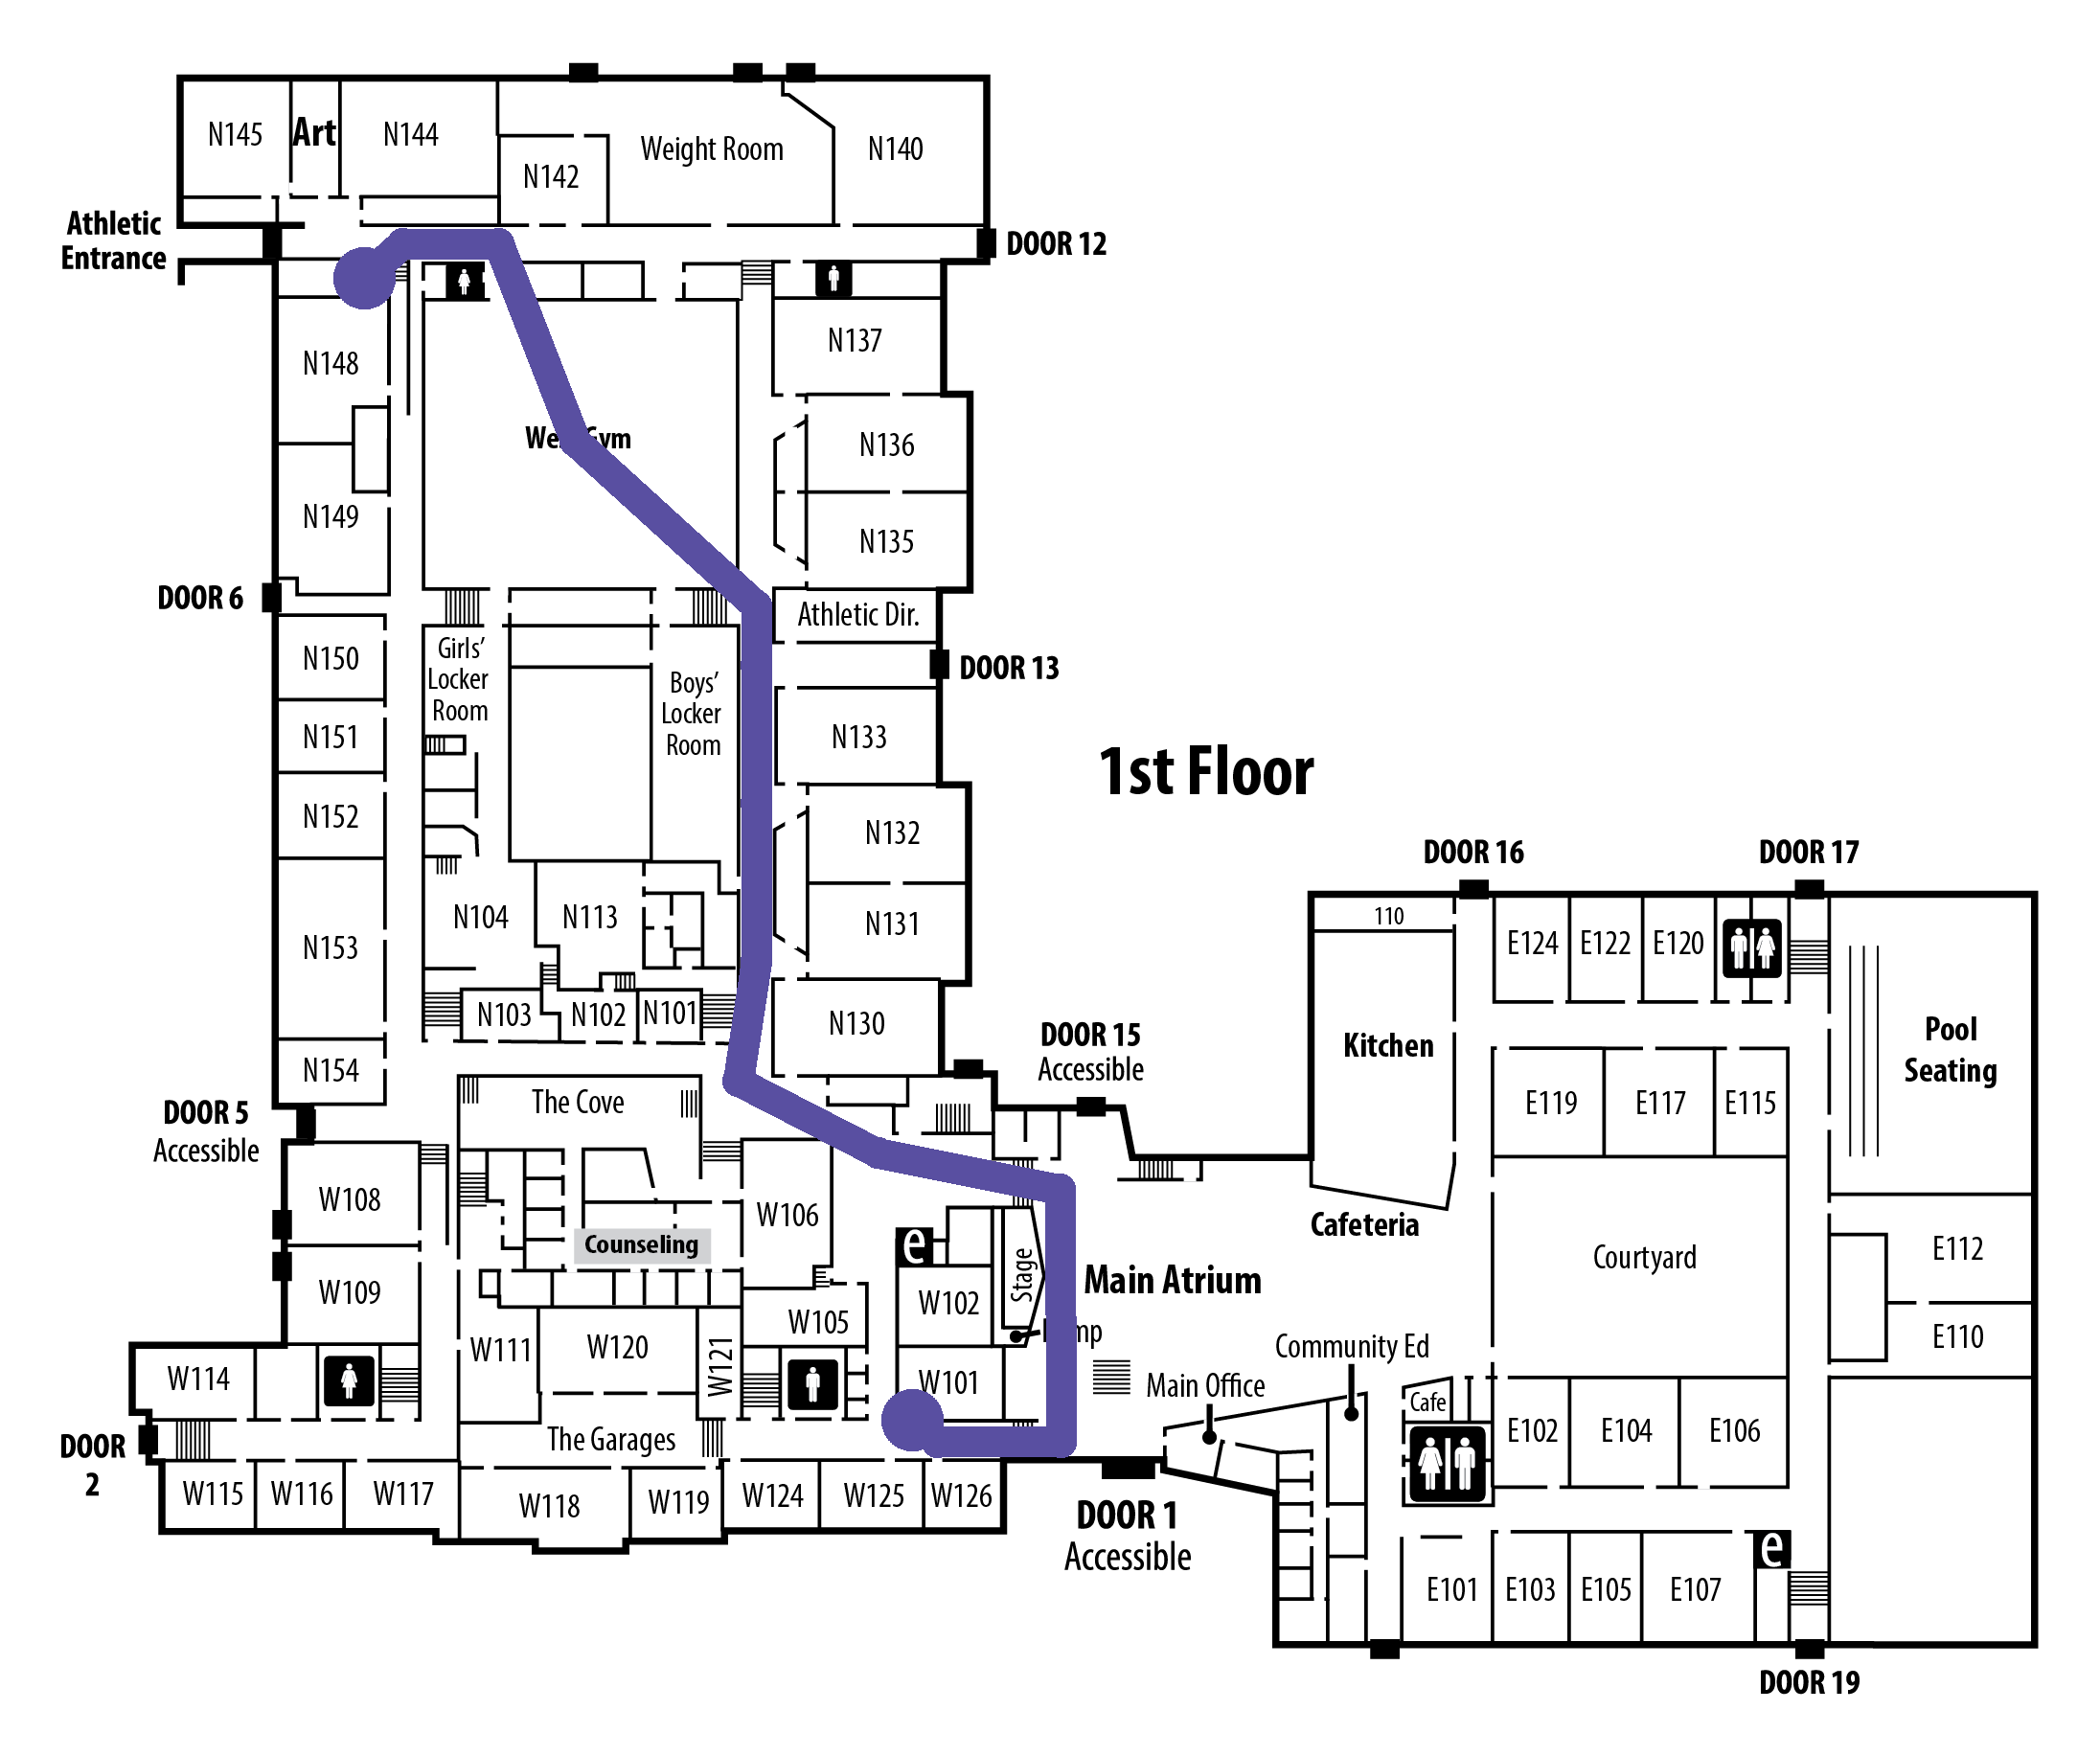 N145
Art
N144
N142
Weight Room
N140
Athletic
Entrance
DOOR 12
N148
N137
N136
N149
N135
DOOR 6
Athletic Dir.
N150
Girls'
Locker
Room
Boys'
Locker
Room
DOOR 13
N151
N133
1st Floor
N152
N132
DOOR 16
DOOR 17
N153
N104
N113
N131
110
E124
E122
E120
N103
N102
N101
N130
DOOR 15
Accessible
Kitchen
Pool
Seating
N154
The Cove
DOOR 5
Accessible
E119
E117
E115
W108
W106
Cafeteria
Counseling
e
Stage
Main Atrium
Courtyard
E112
W109
W102
W105
W111
W120
W121
Community Ed
E110
W114
W101
Main Office
Cafe
DOOR
2
The Garages
E102
E104
E106
W115
W116
W117
W118
W119
W124
W125
W126
DOOR 1
Accessible
e
E101
E103
E105
E107
DOOR 19